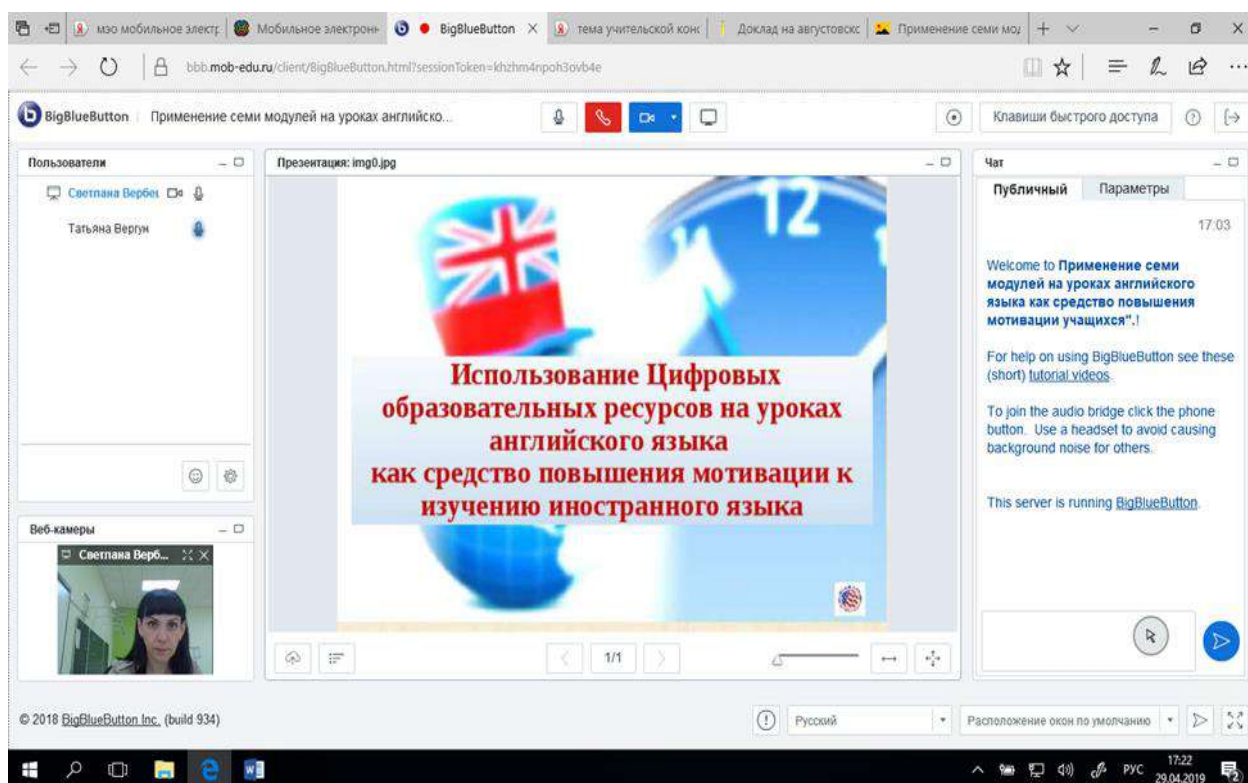 мэо мобильное электр
Мобильное электронн
BigBlueButton
тема учительской конс
Доклад на августовско
Применение семи мод
bbb.mob-edu.ru/client/BigBlueButton.html?sessionToken=khzhm4npoh3ovb4e
BigBlueButton
Применение семи модулей на уроках английско...
Клавиши быстрого доступа
Пользователи
Светлана Вербе
Татьяна Вергун
Презентация: img0.jpg
12
Использование Цифровых
образовательных ресурсов на уроках
английского языка
как средство повышения мотивации к
изучению иностранного языка
1/1
Веб-камеры
Светлана Верб...
Чат
Публичный
Параметры
17:03
Welcome to Применение семи
модулей на уроках английского
языка как средство повышения
мотивации учащихся".!
For help on using BigBlueButton see these
(short) tutorial videos.
To join the audio bridge click the phone
button. Use a headset to avoid causing
background noise for others.
This server is running BigBlueButton.
© 2018 BigBlueButton Inc. (build 934)
Русский
Расположение окон по умолчанию
РУС
17:22
29.04.2019